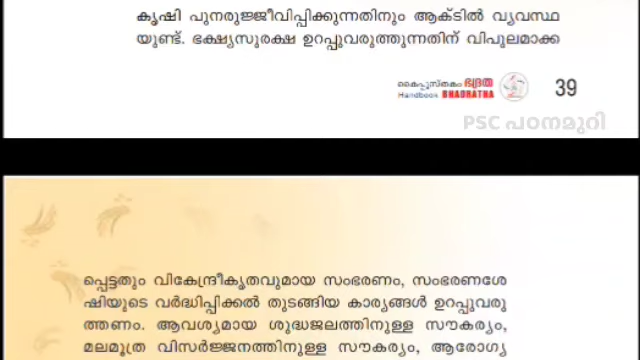 കൃഷി പുനരുജ്ജീവിപ്പിക്കുന്നതിനും ആക്ടിൽ വ്യവസ്ഥ
യുണ്ട്. ഭക്ഷ്യസുരക്ഷ ഉറപ്പുവരുത്തുന്നതിന് വിപുലമാക്ക
കൈപ്പുസ്തകം ഭദ്രത
Handbook BHADRATHA
39
PSC പഠനമുറി
പ്പെട്ടതും വികേന്ദ്രീകൃതവുമായ സംഭരണം, സംഭരണശേ
ഷിയുടെ വർദ്ധിപ്പിക്കൽ തുടങ്ങിയ കാര്യങ്ങൾ ഉറപ്പുവരു
ത്തണം. ആവശ്യമായ ശുദ്ധജലത്തിനുള്ള സൗകര്യം,
മലമൂത്ര വിസർജ്ജനത്തിനുള്ള സൗകര്യം, ആരോഗ്യ